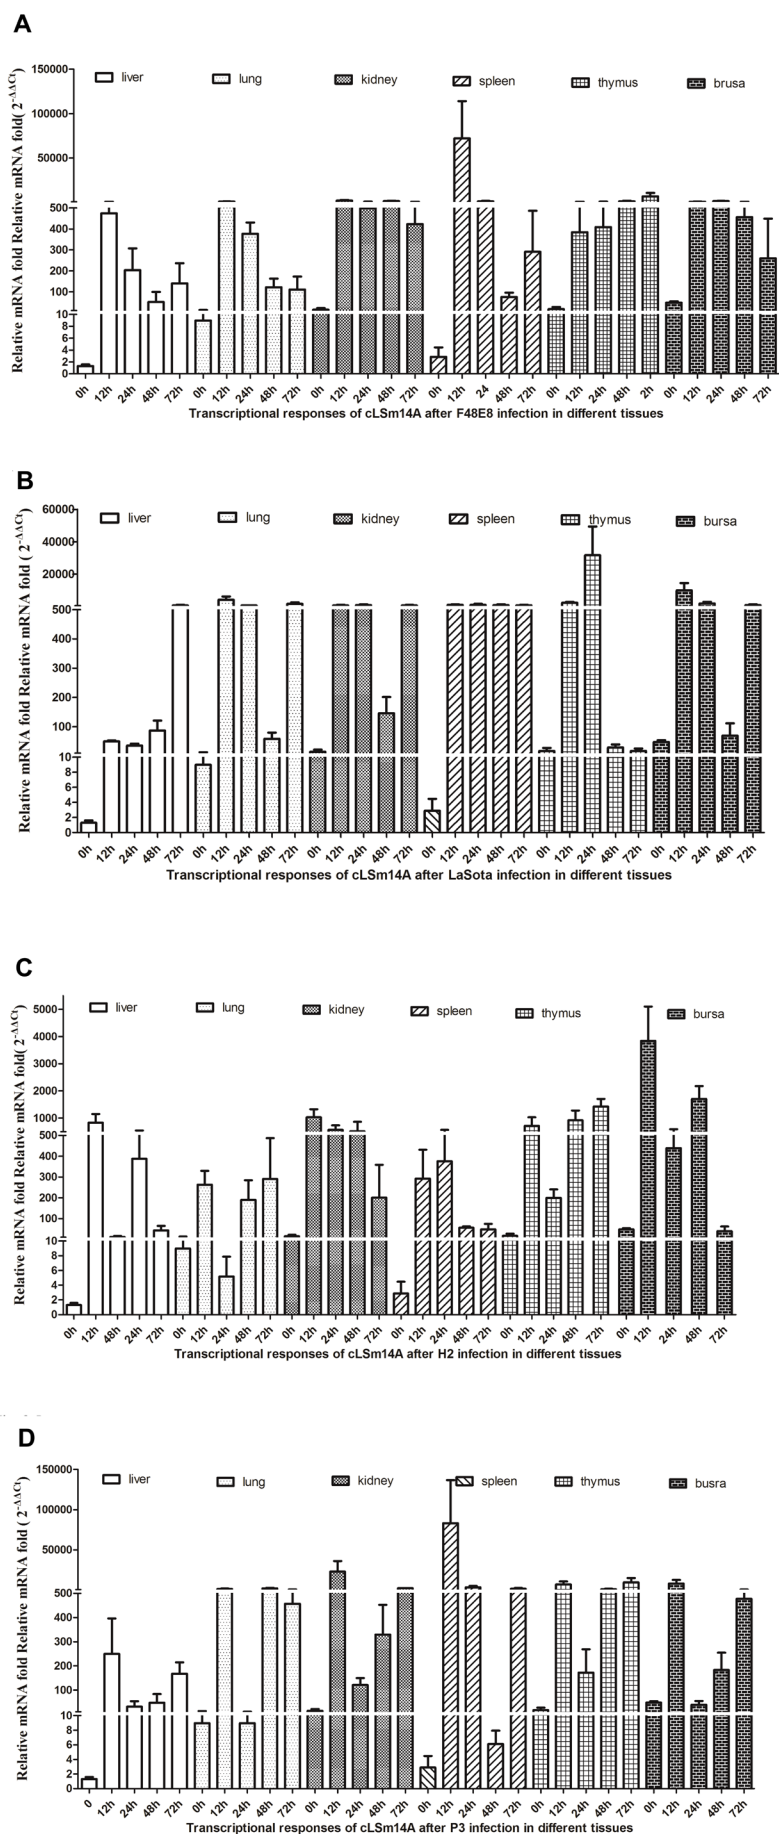 A
Relative mRNA fold Relative mRNA fold( 2-ΔΔCt)
150000
100000
50000
500
400
300
200
100
10
8
6
4
2
0
liver lung kidney spleen thymus brusa
0h 12h 24h 48h 72h 0h 12h 24h 48h 72h 0h 12h 24h 48h 72h 0h 12h 24 48h 72h 0h 12h 24h 48h 2h 0h 12h 24h 48h 72h
Transcriptional responses of cLSm14A after F48E8 infection in different tissues
B
Relative mRNA fold Relative mRNA fold ( 2-ΔΔCt)
60000
40000
20000
500
400
300
200
100
10
8
6
4
2
0
liver lung kidney spleen thymus bursa
0h 12h 24h 48h 72h 0h 12h 24h 48h 72h 0h 12h 24h 48h 72h 0h 12h 24h 48h 72h 0h 12h 24h 48h 72h 0h 12h 24h 48h 72h
Transcriptional responses of cLSm14A after LaSota infection in different tissues
C
Relative mRNA fold Relative mRNA fold( 2-ΔΔCt)
5000
4000
3000
2000
1000
500
400
300
200
100
10
8
6
4
2
0
liver lung kidney spleen thymus bursa
0h 12h 48h 24h 72h 0h 12h 24h 48h 72h 0h 12h 24h 48h 72h 0h 12h 24h 48h 72h 0h 12h 24h 48h 72h 0h 12h 24h 48h 72h
Transcriptional responses of cLSm14A after H2 infection in different tissues
D
Relative mRNA fold Relative mRNA fold ( 2-ΔΔCt)
150000
100000
50000
500
400
300
200
100
10
8
6
4
2
0
liver lung kidney spleen thymus busra
0 12h 24h 48h 72h 0h 12h 24h 48h 72h 0h 12h 24h 48h 72h 0h 12h 24h 48h 72h 0h 12h 24h 48h 72h 0h 12h 24h 48h 72h
Transcriptional responses of cLSm14A after P3 infection in different tissues